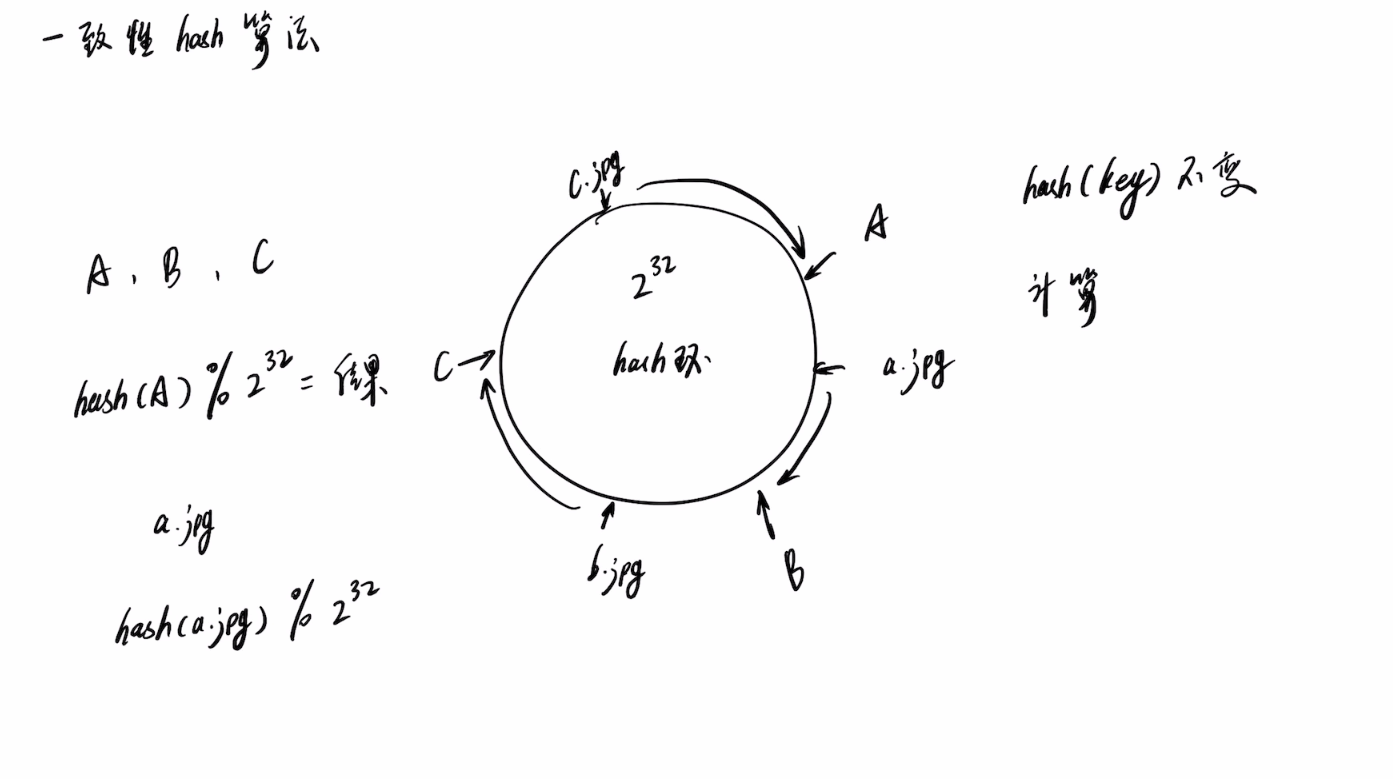 一致性 hash 算法
A、B、C
hash(A) % 2^32 = 结果
a.jpg
hash(a.jpg) % 2^32
c.jpg
A
2^32
hash环
C
a.jpg
b.jpg
B
hash(key) 不变
计算